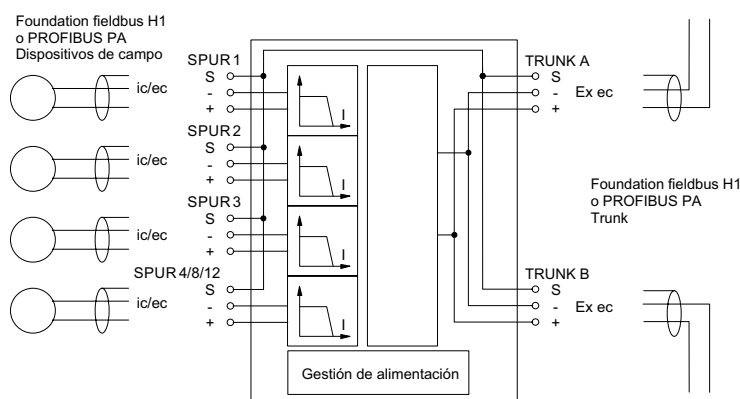 Foundation fieldbus H1
o PROFIBUS PA
Dispositivos de campo
SPUR 1
S
-
+
ic/ec
I
SPUR 2
S
-
+
ic/ec
I
SPUR 3
S
-
+
ic/ec
I
SPUR 4/8/12
S
-
+
ic/ec
I
Gestión de alimentación
TRUNK A
S
-
+
Ex ec
Foundation fieldbus H1
o PROFIBUS PA
Trunk
TRUNK B
S
-
+
Ex ec